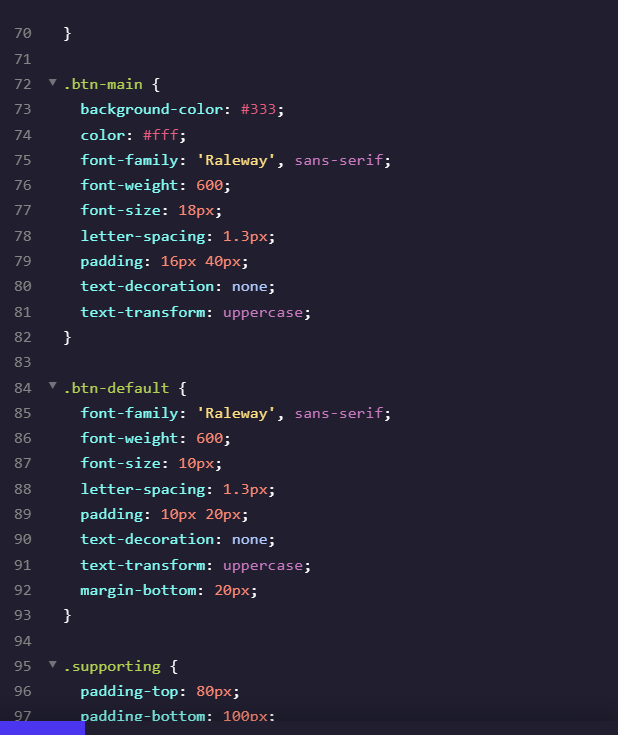 70 }
71
72 .btn-main {
73 background-color: #333;
74 color: #fff;
75 font-family: 'Raleway', sans-serif;
76 font-weight: 600;
77 font-size: 18px;
78 letter-spacing: 1.3px;
79 padding: 16px 40px;
80 text-decoration: none;
81 text-transform: uppercase;
82 }
83
84 .btn-default {
85 font-family: 'Raleway', sans-serif;
86 font-weight: 600;
87 font-size: 10px;
88 letter-spacing: 1.3px;
89 padding: 10px 20px;
90 text-decoration: none;
91 text-transform: uppercase;
92 margin-bottom: 20px;
93 }
94
95 .supporting {
96 padding-top: 80px;
97 padding-bottom: 100px;